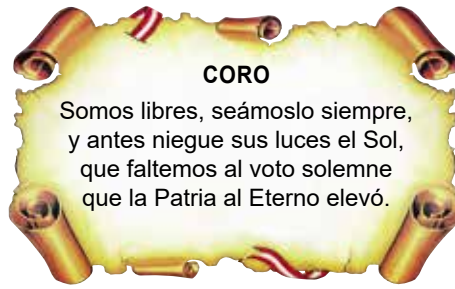 CORO
Somos libres, seámoslo siempre,
y antes niegue sus luces el Sol,
que faltemos al voto solemne
que la Patria al Eterno elevó.